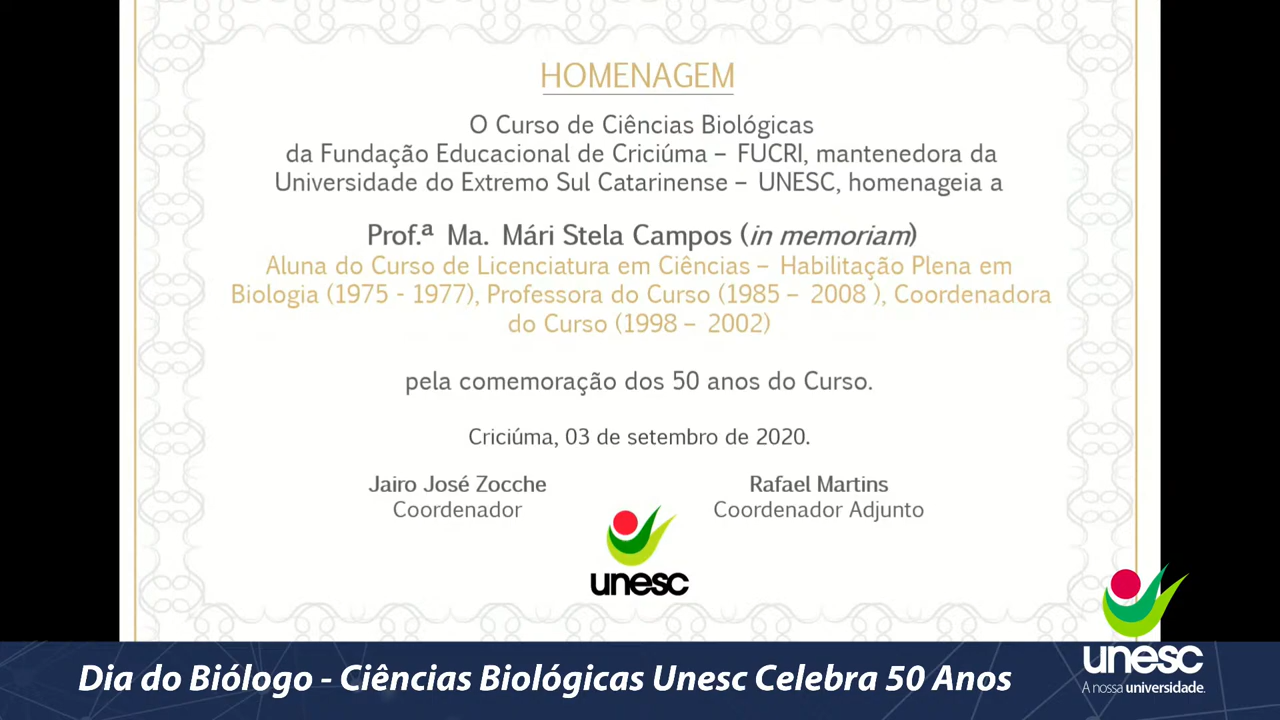 HOMENAGEM
O Curso de Ciências Biológicas
da Fundação Educacional de Criciúma – FUCRI, mantenedora da
Universidade do Extremo Sul Catarinense – UNESC, homenageia a
Prof.ª Ma. Mári Stela Campos (in memoriam)
Aluna do Curso de Licenciatura em Ciências – Habilitação Plena em
Biologia (1975 - 1977), Professora do Curso (1985 – 2008 ), Coordenadora
do Curso (1998 – 2002)
pela comemoração dos 50 anos do Curso.
Criciúma, 03 de setembro de 2020.
Jairo José Zocche
Coordenador
Rafael Martins
Coordenador Adjunto
unesc
Dia do Biólogo - Ciências Biológicas Unesc Celebra 50 Anos
unesc
A nossa universidade.